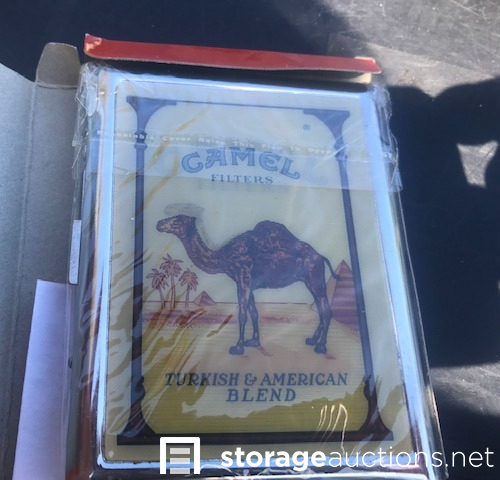 CAMEL
FILTERS
TURKISH & AMERICAN
BLEND
storageauctions.net